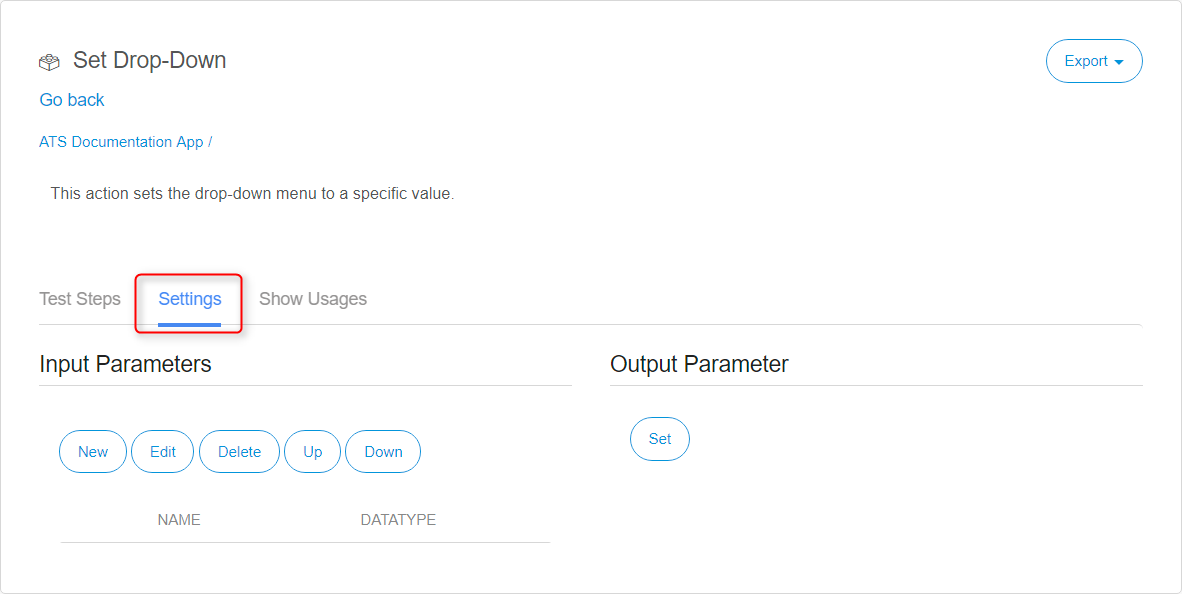 Set Drop-Down
Export
Go back
ATS Documentation App /
This action sets the drop-down menu to a specific value.
Test Steps Settings Show Usages
Input Parameters
Output Parameter
New Edit Delete Up Down
Set
NAME DATATYPE